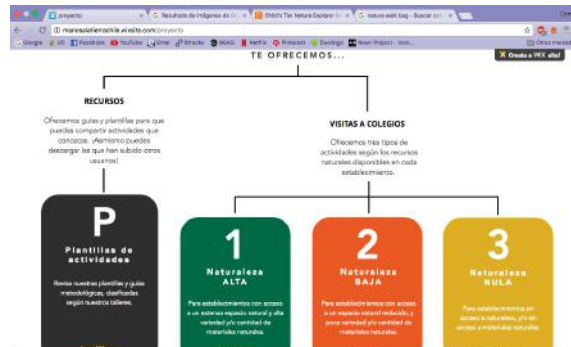 proyecto
Resultado de imágenes de Go
Child's Tan Nature Explorer
nature walk bag - Buscar con
manosalatierrachile.wixsite.com/proyecto
Google
UC
Facebook
YouTube
Gmail
Stracks
9GAG
Netflix
Pinterest
Duolingo
Noun Project - Icon...
Otros marcad
TE OFRECEMOS...
Create a WiX site!
RECURSOS
Ofrecemos guías y plantillas para que
puedas compartir actividades que
conozcas. ¡Asimismo puedes
descargar las que han subido otros
usuarios!
VISITAS A COLEGIOS
Ofrecemos tres tipos de
actividades según los recursos
naturales disponibles en cada
establecimiento.
P
Plantillas de
actividades
Revisa nuestras plantillas y guías
metodológicas, clasificadas
según nuestros talleres.
1
Naturaleza
ALTA
Para establecimientos con acceso
a un extenso espacio natural y alta
variedad y/o cantidad de
materiales naturales.
2
Naturaleza
BAJA
Para establecimientos con acceso
a un espacio natural reducido, y
poca variedad y/o cantidad de
materiales naturales.
3
Naturaleza
NULA
Para establecimientos sin
acceso a naturaleza, y/o sin
acceso a materiales naturales.